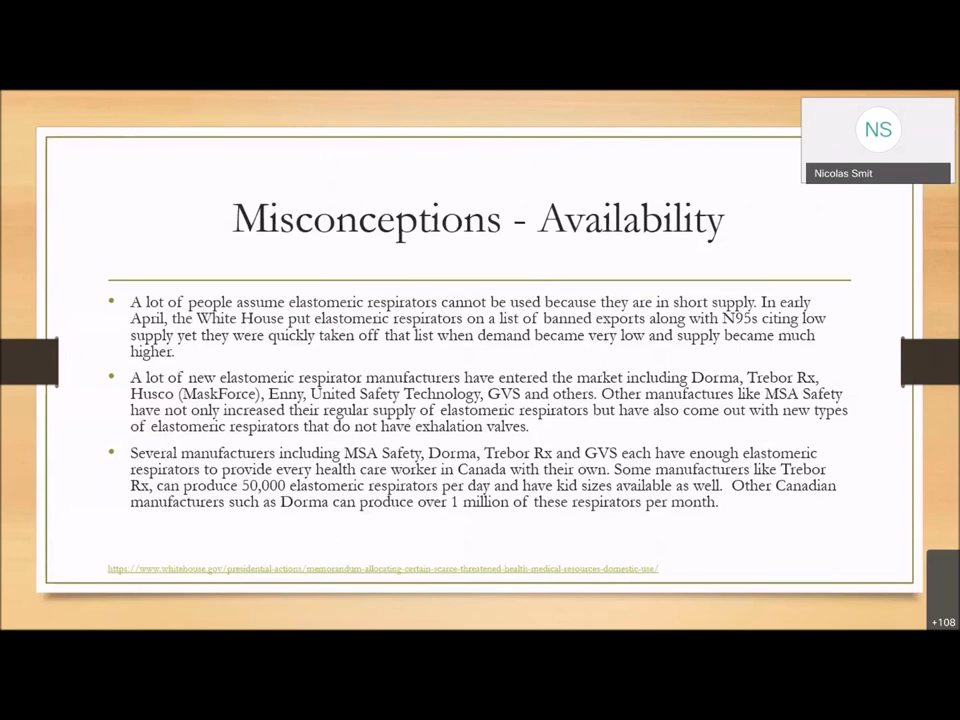 NS
Nicolas Smit
Misconceptions - Availability
• A lot of people assume elastomeric respirators cannot be used because they are in short supply. In early
April, the White House put elastomeric respirators on a list of banned exports along with N95s citing low
supply yet they were quickly taken off that list when demand became very low and supply became much
higher.
• A lot of new elastomeric respirator manufacturers have entered the market including Dorma, Trebor Rx,
Husco (MaskForce), Enny, United Safety Technology, GVS and others. Other manufactures like MSA Safety
have not only increased their regular supply of elastomeric respirators but have also come out with new types
of elastomeric respirators that do not have exhalation valves.
• Several manufacturers including MSA Safety, Dorma, Trebor Rx and GVS each have enough elastomeric
respirators to provide every health care worker in Canada with their own. Some manufacturers like Trebor
Rx, can produce 50,000 elastomeric respirators per day and have kid sizes available as well. Other Canadian
manufacturers such as Dorma can produce over 1 million of these respirators per month.
https://www.whitehouse.gov/presidential-actions/memorandum-allocating-certain-scarce-threatened-health-medical-resources-domestic-use/
+108